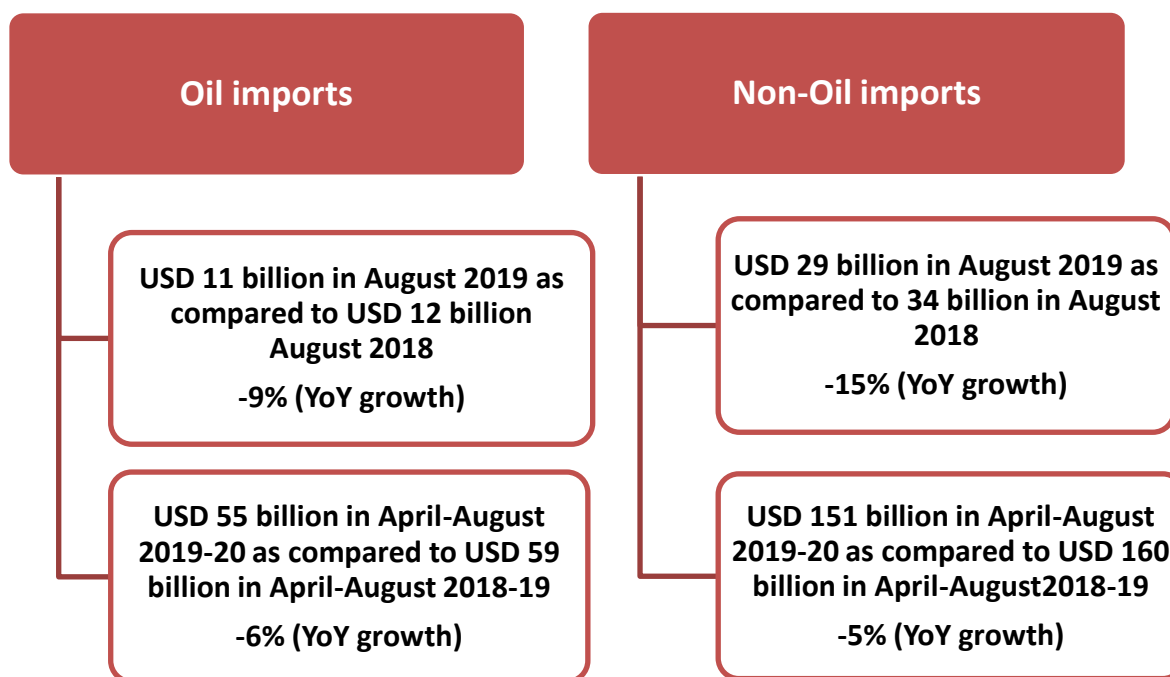 Oil imports
USD 11 billion in August 2019 as
compared to USD 12 billion
August 2018
-9% (YoY growth)
USD 55 billion in April-August
2019-20 as compared to USD 59
billion in April-August 2018-19
-6% (YoY growth)
Non-Oil imports
USD 29 billion in August 2019 as
compared to 34 billion in August
2018
-15% (YoY growth)
USD 151 billion in April-August
2019-20 as compared to USD 160
billion in April-August2018-19
-5% (YoY growth)